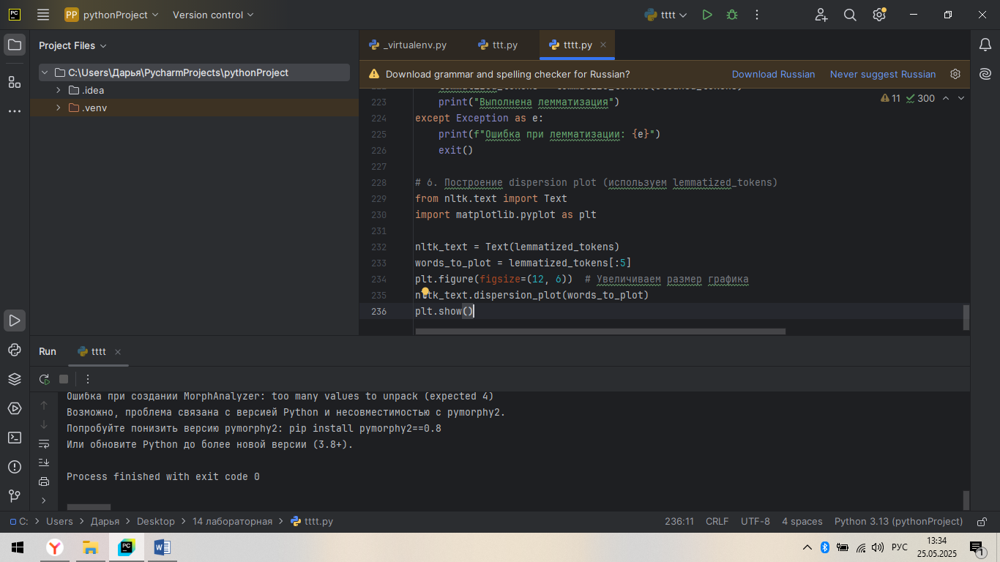 PC
PP pythonProject Version control tttt
Project Files
C:\Users\Дарья\PycharmProjects\pythonProject
.idea
.venv
_virtualenv.py ttt.py tttt.py
Download grammar and spelling checker for Russian? Download Russian Never suggest Russian
11 300
223 print("Выполнена лемматизация")
224 except Exception as e:
225 print(f"Ошибка при лемматизации: {e}")
226 exit()
227
228 # 6. Построение dispersion plot (используем lemmatized_tokens)
229 from nltk.text import Text
230 import matplotlib.pyplot as plt
231
232 nltk_text = Text(lemmatized_tokens)
233 words_to_plot = lemmatized_tokens[:5]
234 plt.figure(figsize=(12, 6)) # Увеличиваем размер графика
235 nltk_text.dispersion_plot(words_to_plot)
236 plt.show()
Run tttt
Ошибка при создании MorphAnalyzer: too many values to unpack (expected 4)
Возможно, проблема связана с версией Python и несовместимостью с pymorphy2.
Попробуйте понизить версию pymorphy2: pip install pymorphy2==0.8
Или обновите Python до более новой версии (3.8+).
Process finished with exit code 0
C: Users Дарья Desktop 14 лабораторная tttt.py 236:11 CRLF UTF-8 4 spaces Python 3.13 (pythonProject)
РУС
13:34
25.05.2025
1